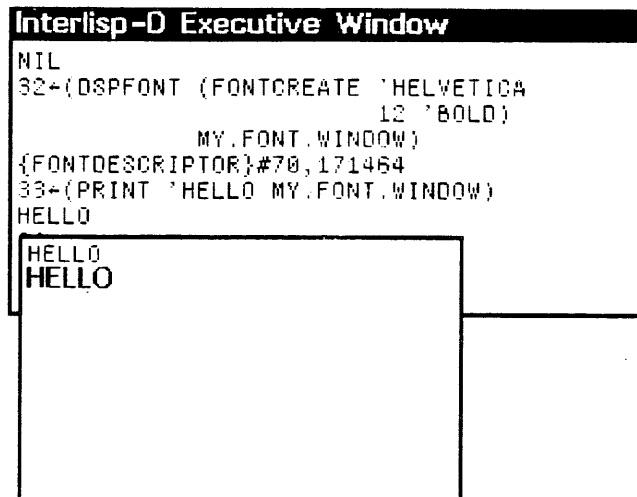 Interlisp-D Executive Window
NIL
32←(DSPFONT (FONTCREATE 'HELVETICA
12 'BOLD)
MY.FONT.WINDOW)
{FONTDESCRIPTOR}#70,171464
33←(PRINT 'HELLO MY.FONT.WINDOW)
HELLO
HELLO
HELLO